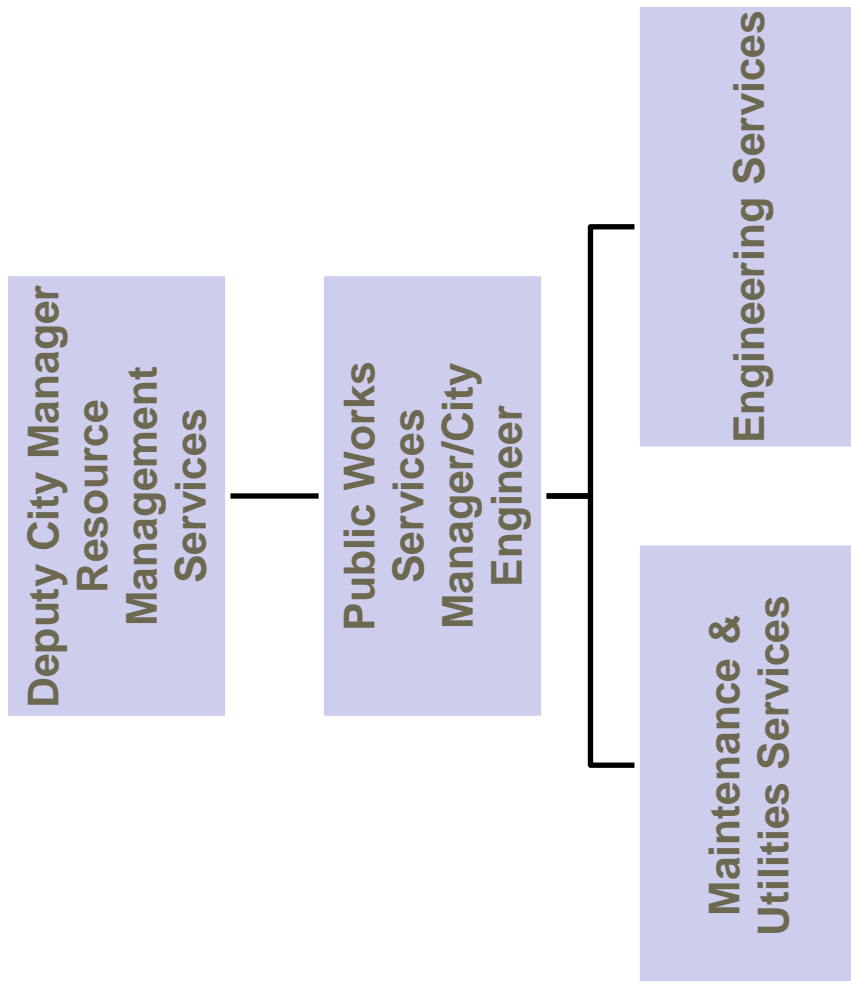 Deputy City Manager
Resource
Management
Services
Public Works
Services
Manager/City
Engineer
Maintenance &
Utilities Services
Engineering Services